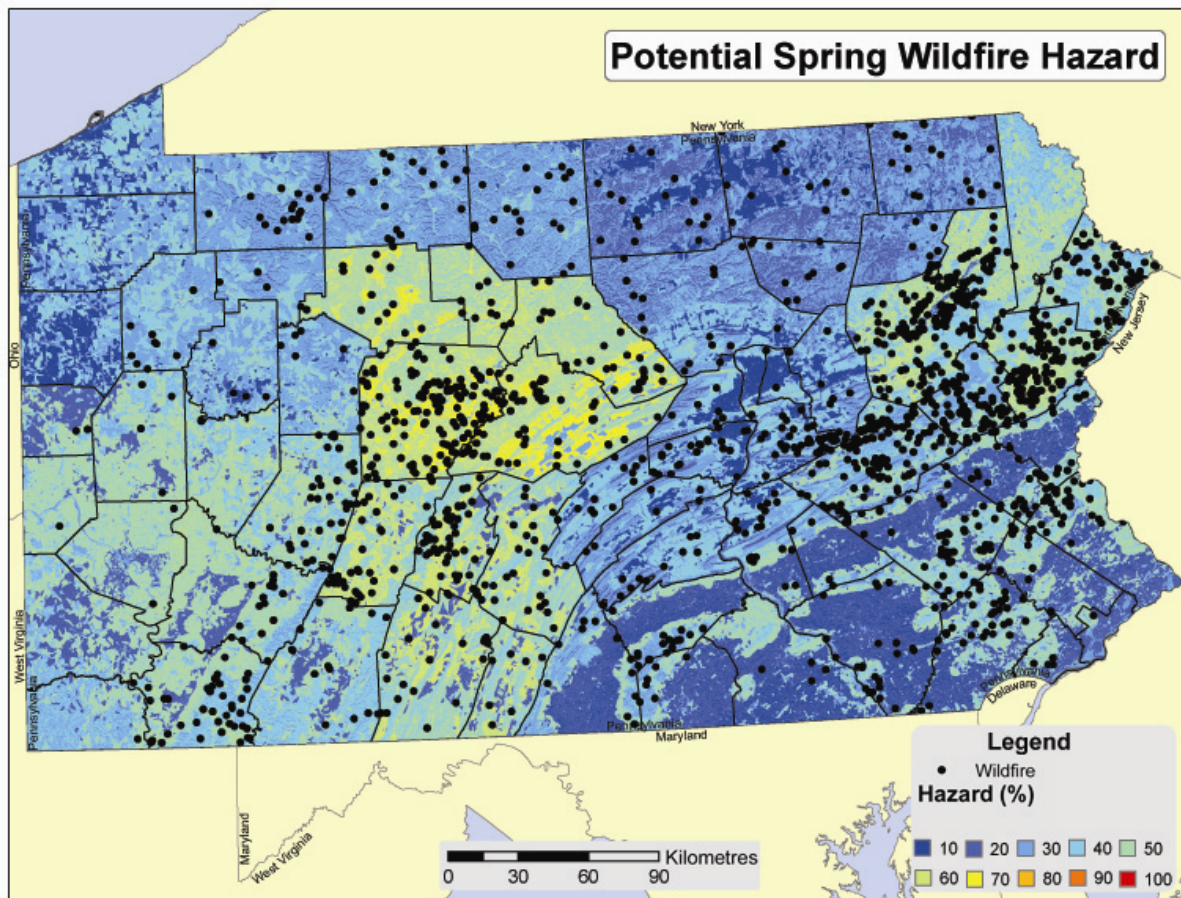 Potential Spring Wildfire Hazard
New York
Pennsylvania
Pennsylvania
Ohio
New Jersey
West Virginia
Pennsylvania
Pennsylvania
Delaware
Pennsylvania
Maryland
Maryland
West Virginia
Legend
Wildfire
Hazard (%)
10 20 30 40 50
60 70 80 90 100
Kilometres
0 30 60 90